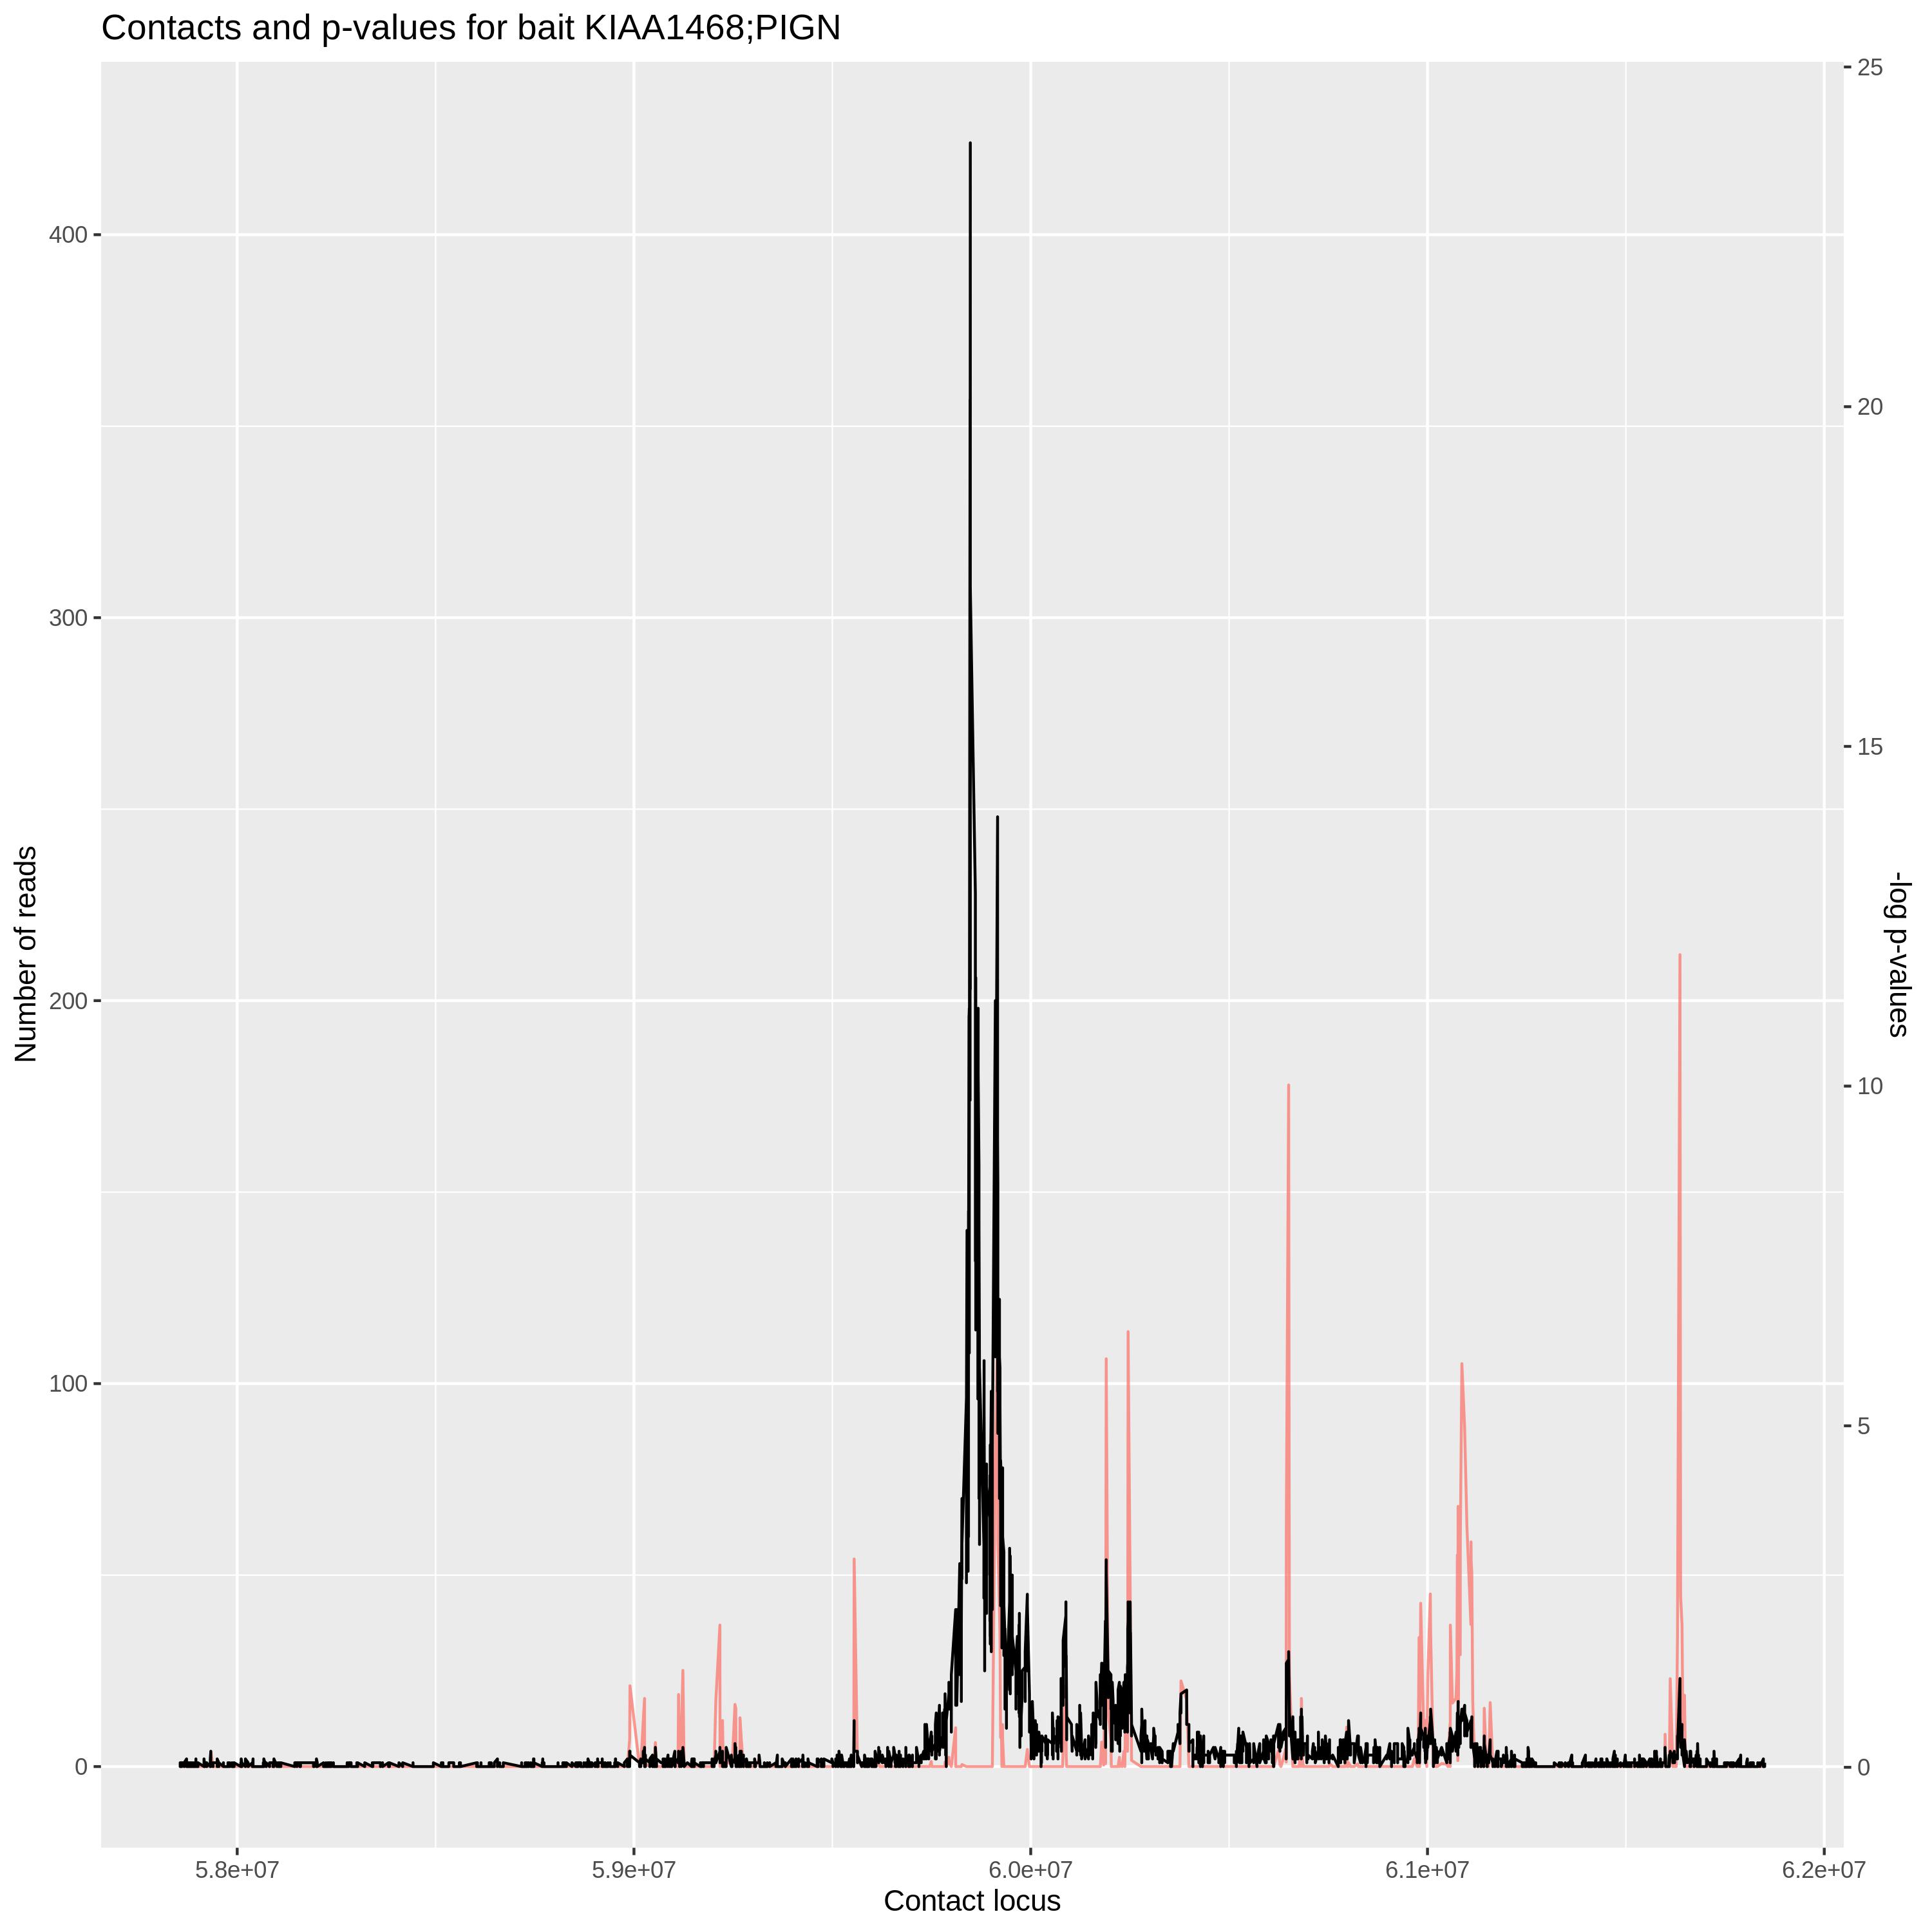 Contacts and p-values for bait KIAA1468;PIGN
Number of reads
400
300
200
100
0
25
20
15
10
5
0
-log p-values
5.8e+07
5.9e+07
6.0e+07
6.1e+07
6.2e+07
Contact locus